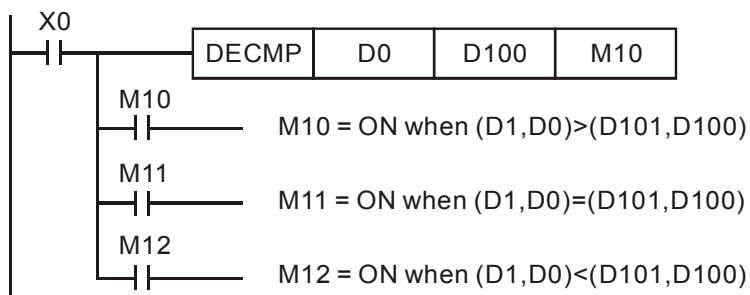 X0
DECMP D0 D100 M10
M10
M10 = ON when (D1,D0)>(D101,D100)
M11
M11 = ON when (D1,D0)=(D101,D100)
M12
M12 = ON when (D1,D0)<(D101,D100)